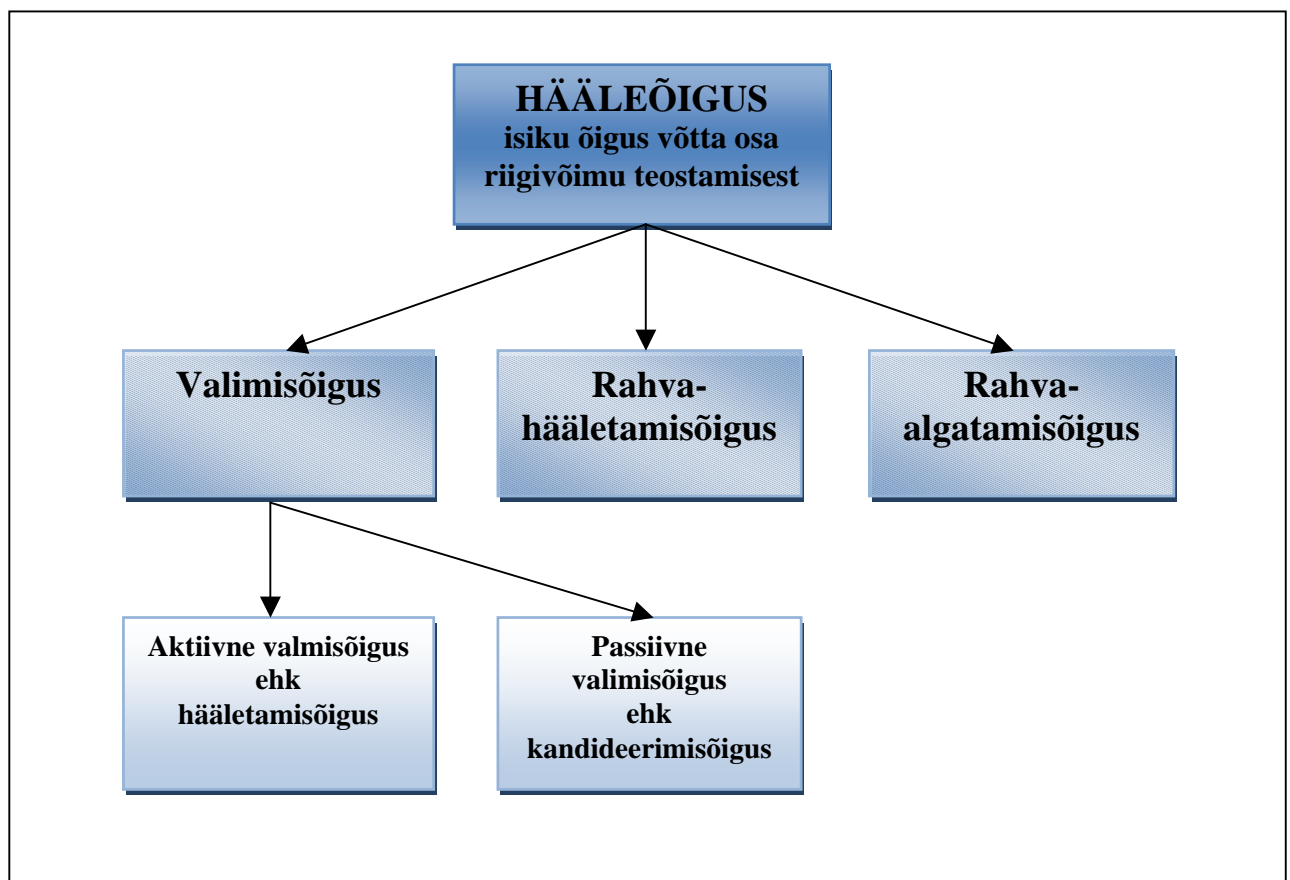 HÄÄLEÕIGUS
isiku õigus võtta osa
riigivõimu teostamisest
Valimisõigus
Rahva-
hääletamisõigus
Rahva-
algatamisõigus
Aktiivne valmisõigus
ehk
hääletamisõigus
Passiivne
valimisõigus
ehk
kandideerimisõigus